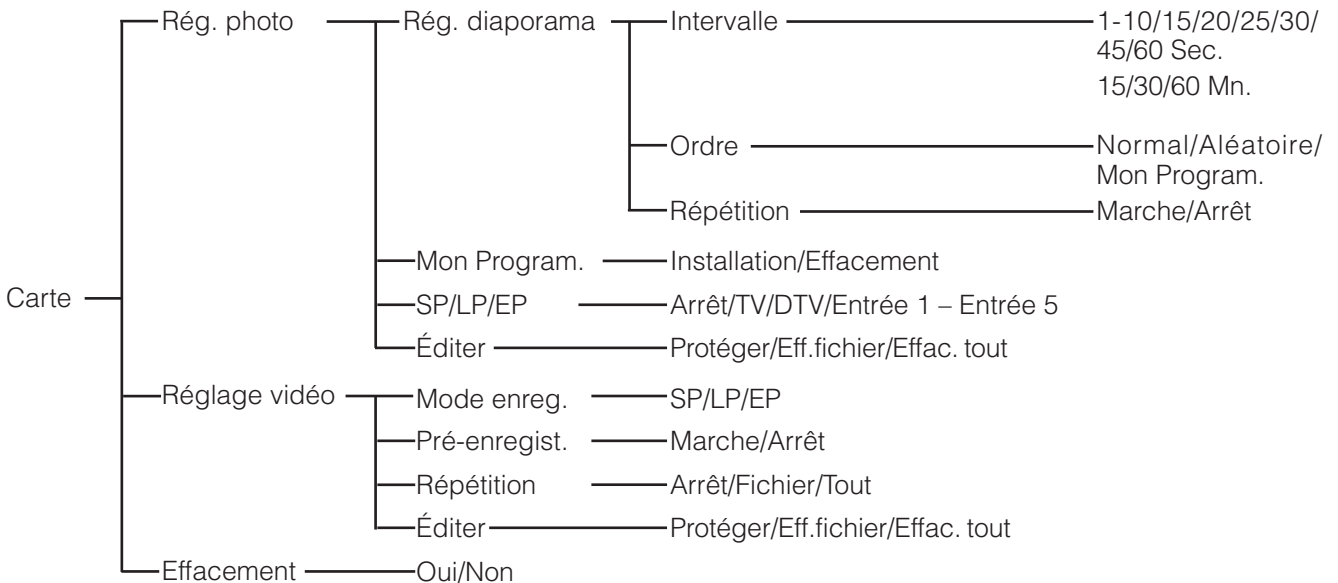 Rég. photo Rég. diaporama Intervalle 1-10/15/20/25/30/
45/60 Sec.
15/30/60 Mn.
Ordre Normal/Aléatoire/
Mon Program.
Répétition Marche/Arrêt
Mon Program. Installation/Effacement
Carte SP/LP/EP Arrêt/TV/DTV/Entrée 1 – Entrée 5
Éditer Protéger/Eff.fichier/Effac. tout
Réglage vidéo Mode enreg. SP/LP/EP
Pré-enregist. Marche/Arrêt
Répétition Arrêt/Fichier/Tout
Éditer Protéger/Eff.fichier/Effac. tout
Effacement Oui/Non